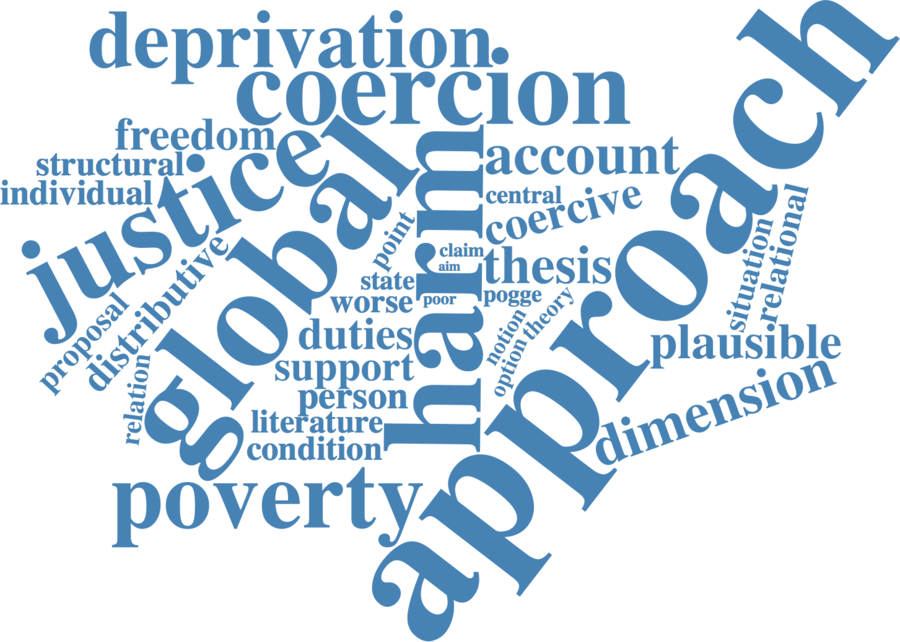 deprivation
coercion
approach
freedom
structural
individual
justice
global
harm
account
central
coercive
point
claim
aim
thesis
state
worse
poor
pogge
situation
relational
proposal
distributive
relation
duties
notion
option
theory
plausible
support
person
literature
condition
dimension
poverty